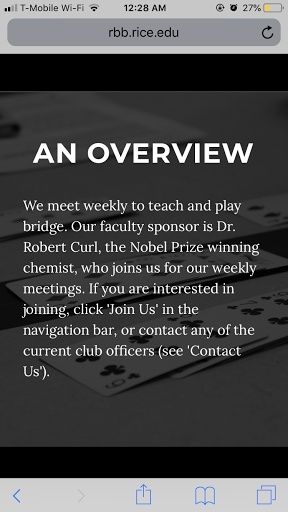 T-Mobile Wi-Fi 12:28 AM 27%
rbb.rice.edu
AN OVERVIEW
We meet weekly to teach and play
bridge. Our faculty sponsor is Dr.
Robert Curl, the Nobel Prize winning
chemist, who joins us for our weekly
meetings. If you are interested in
joining, click 'Join Us' in the
navigation bar, or contact any of the
current club officers (see 'Contact
Us').